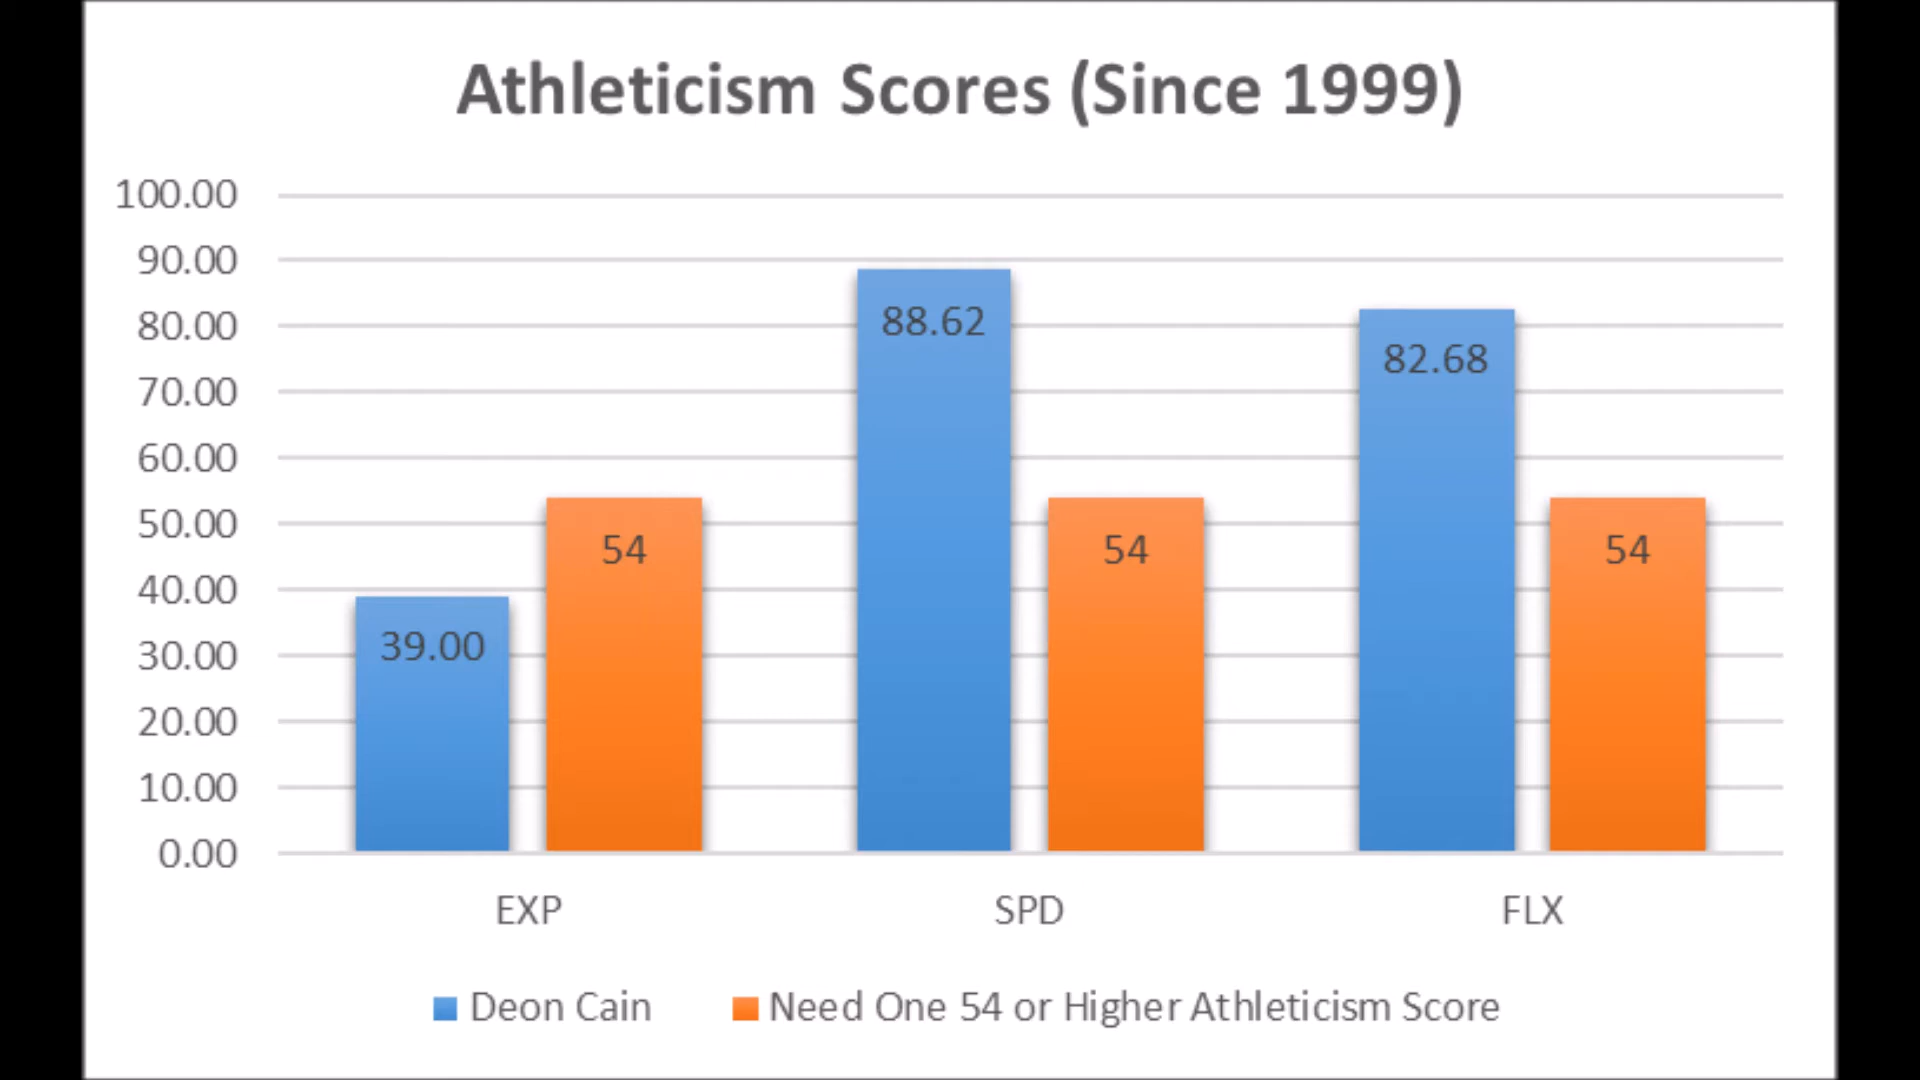 Athleticism Scores (Since 1999)
100.00
90.00
80.00
70.00
60.00
50.00
40.00
30.00
20.00
10.00
0.00
39.00
54
88.62
54
82.68
54
EXP
SPD
FLX
Deon Cain
Need One 54 or Higher Athleticism Score